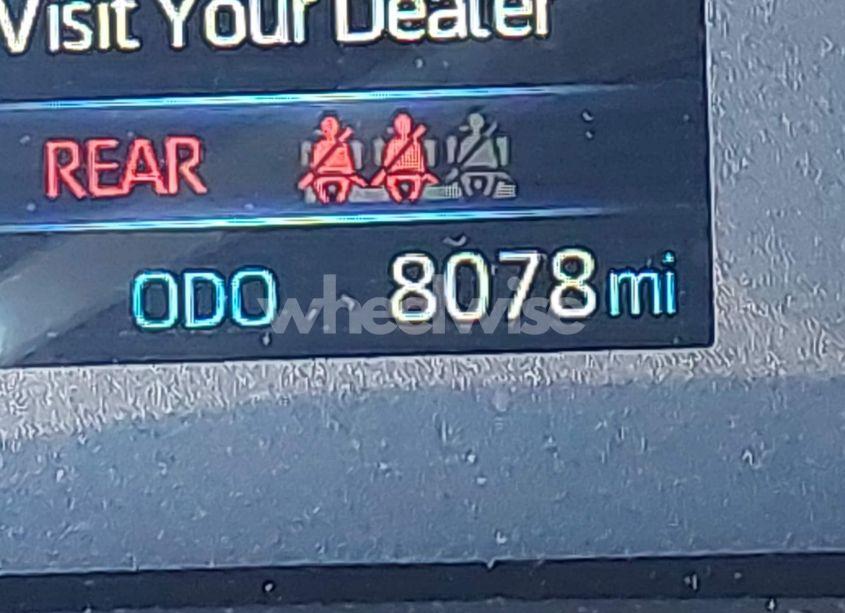 Visit Your Dealer
REAR
ODO 8078 mi
wheelwise